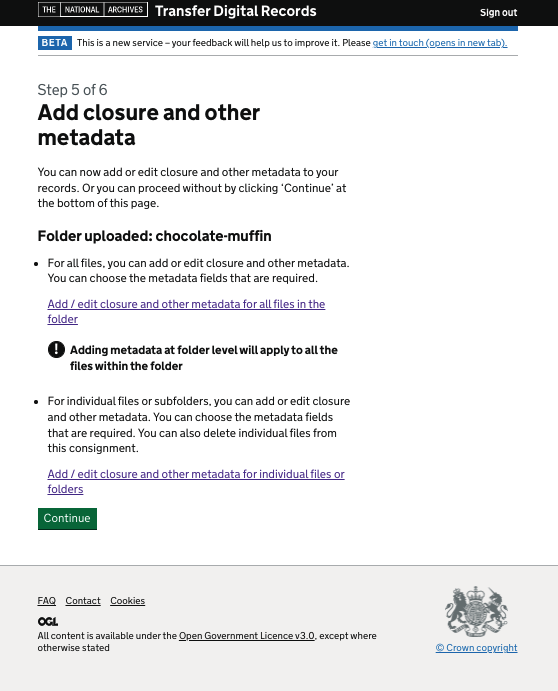 THE NATIONAL ARCHIVES Transfer Digital Records Sign out
BETA This is a new service – your feedback will help us to improve it. Please get in touch (opens in new tab).
Step 5 of 6
Add closure and other
metadata
You can now add or edit closure and other metadata to your
records. Or you can proceed without by clicking ‘Continue’ at
the bottom of this page.
Folder uploaded: chocolate-muffin
• For all files, you can add or edit closure and other metadata.
You can choose the metadata fields that are required.
Add / edit closure and other metadata for all files in the
folder
! Adding metadata at folder level will apply to all the
files within the folder
• For individual files or subfolders, you can add or edit closure
and other metadata. You can choose the metadata fields
that are required. You can also delete individual files from
this consignment.
Add / edit closure and other metadata for individual files or
folders
Continue
FAQ Contact Cookies
OGL
All content is available under the Open Government Licence v3.0, except where
otherwise stated
© Crown copyright